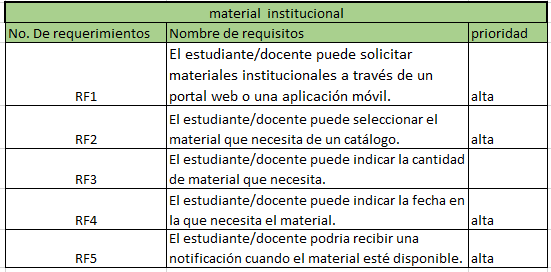 material institucional
No. De requerimientos Nombre de requisitos prioridad
El estudiante/docente puede solicitar
materiales institucionales a través de un
RF1 portal web o una aplicación móvil. alta
El estudiante/docente puede seleccionar el
RF2 material que necesita de un catálogo. alta
El estudiante/docente puede indicar la cantidad
RF3 de material que necesita.
El estudiante/docente puede indicar la fecha en
RF4 la que necesita el material. alta
El estudiante/docente podria recibir una
RF5 notificación cuando el material esté disponible. alta